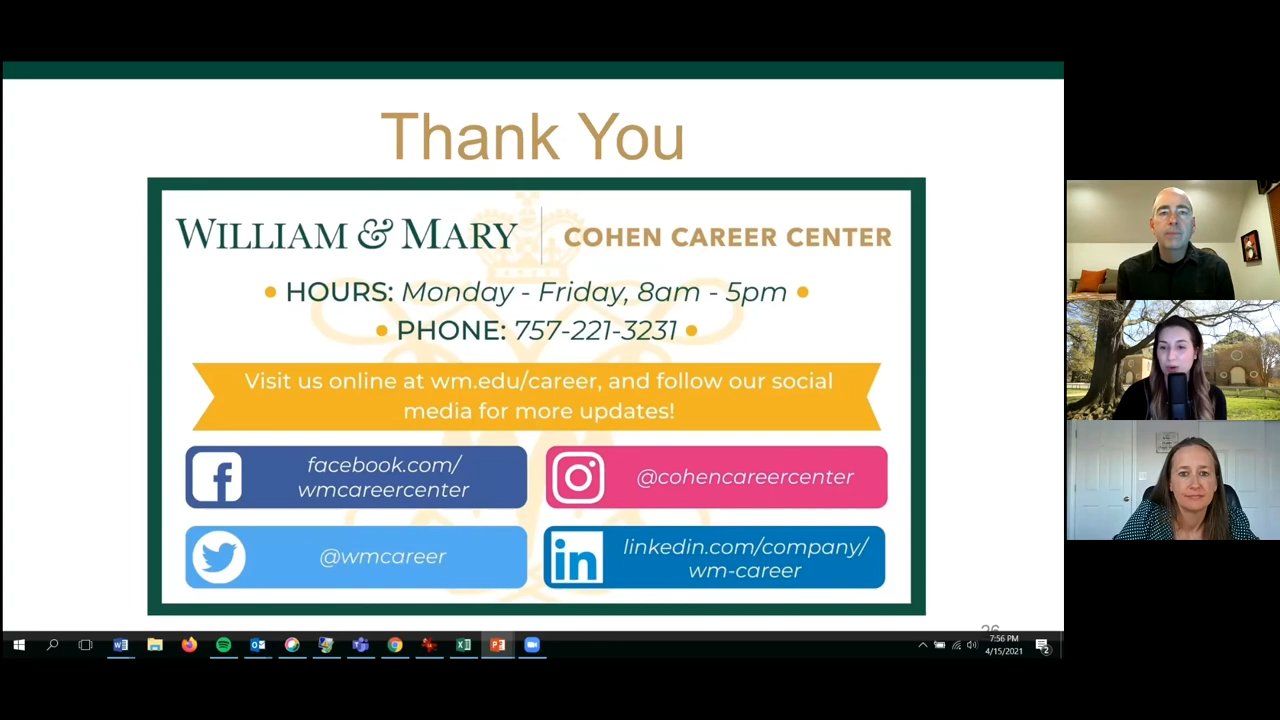 Thank You
WILLIAM & MARY
COHEN CAREER CENTER
• HOURS: Monday - Friday, 8am - 5pm •
• PHONE: 757-221-3231 •
Visit us online at wm.edu/career, and follow our social
media for more updates!
facebook.com/
wmcareercenter
@cohencareercenter
@wmcareer
linkedin.com/company/
wm-career
26
7:56 PM
4/15/2021
2